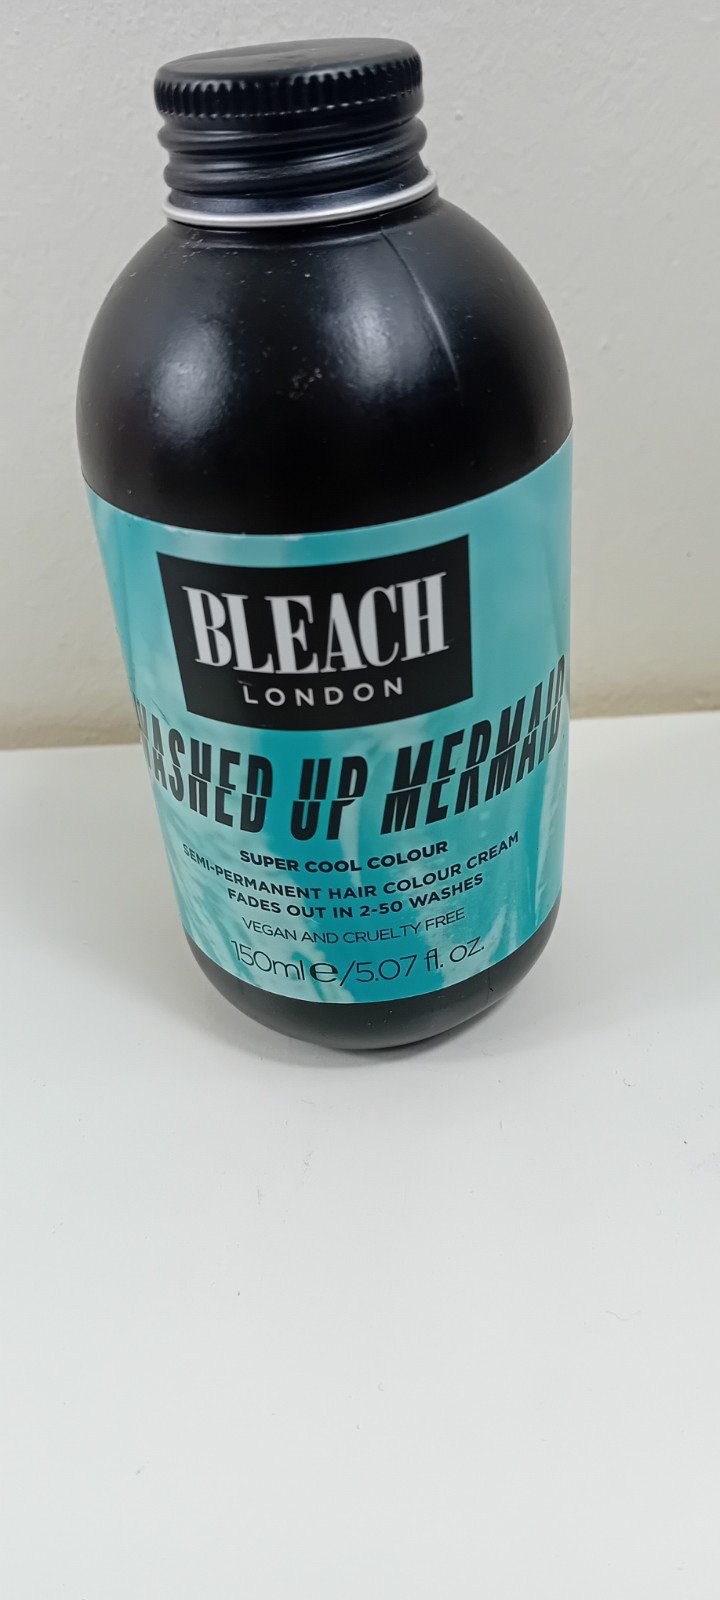 BLEACH
LONDON
WASHED UP MERMAID
SUPER COOL COLOUR
SEMI-PERMANENT HAIR COLOUR CREAM
FADES OUT IN 2-50 WASHES
VEGAN AND CRUELTY FREE
150ml e/5.07 fl. oz.